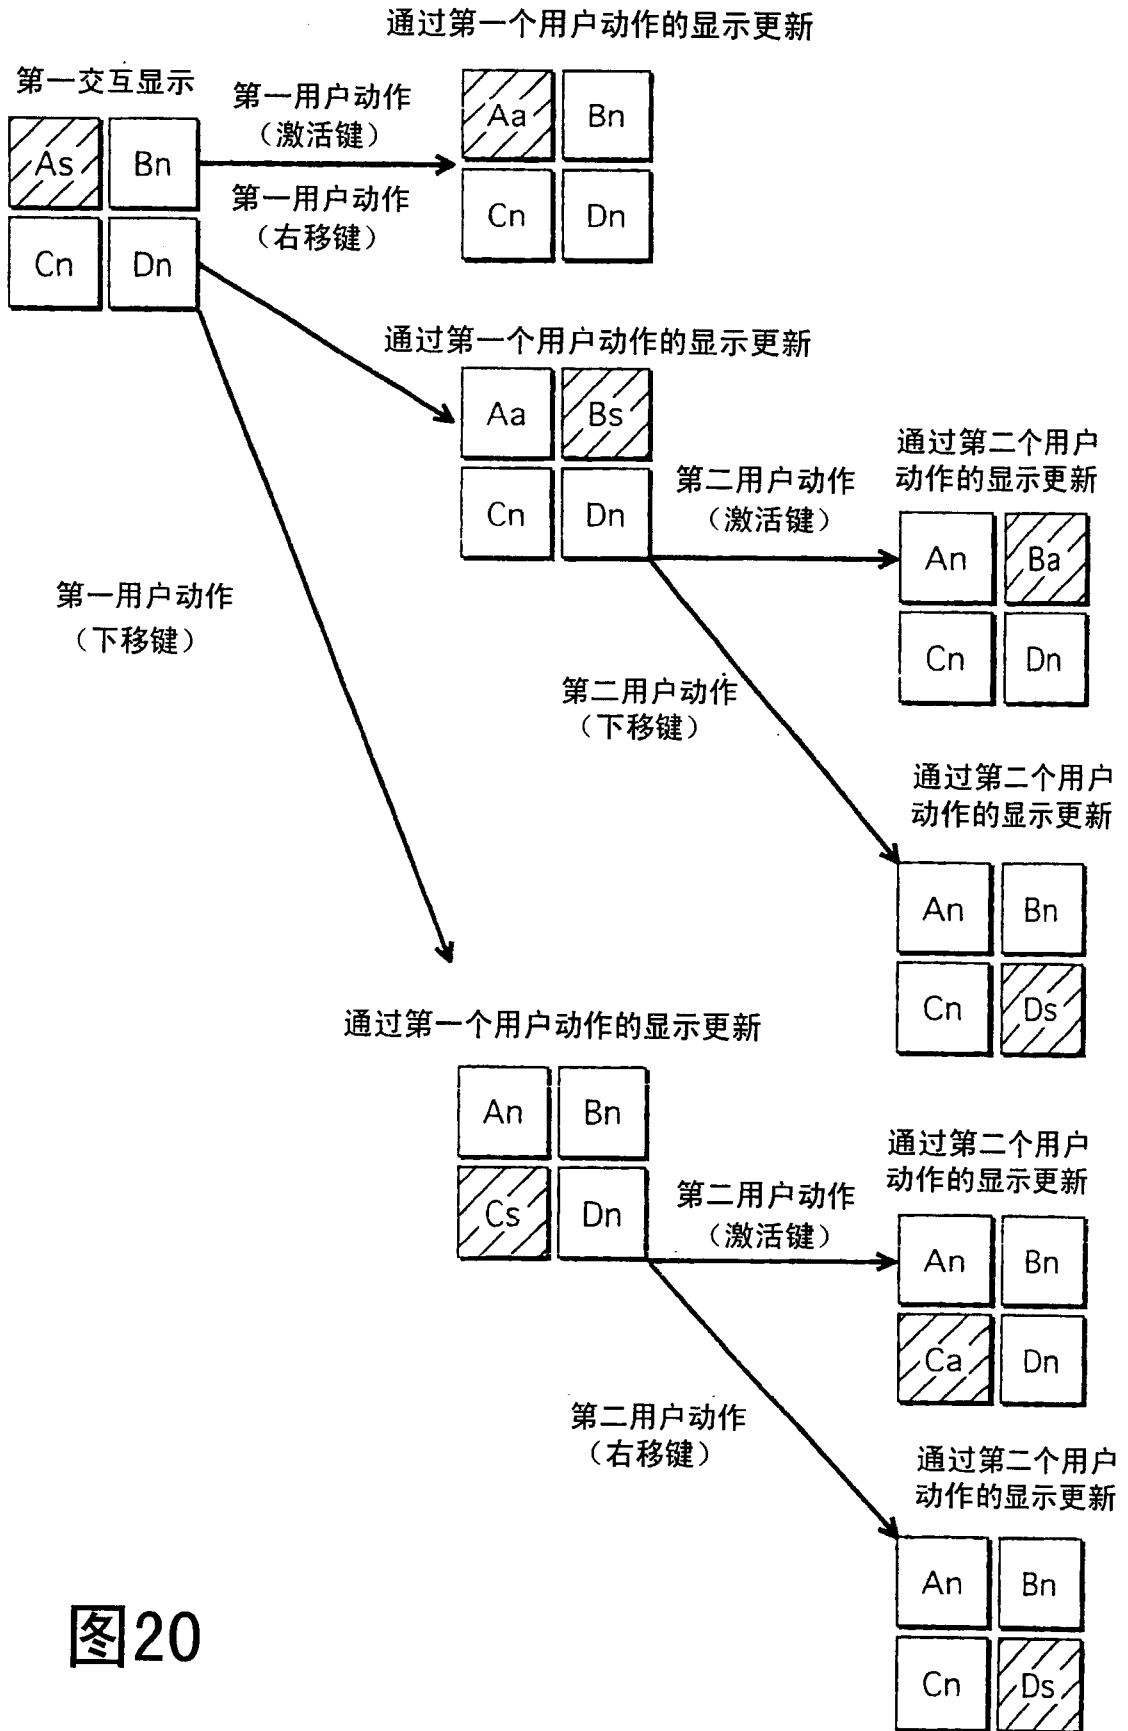 通过第一个用户动作的显示更新
第一交互显示
第一用户动作
（激活键）
As Bn
Cn Dn
第一用户动作
（右移键）
Aa Bn
Cn Dn
通过第一个用户动作的显示更新
Aa Bs
Cn Dn
第二用户动作
（激活键）
通过第二个用户
动作的显示更新
An Ba
Cn Dn
第一用户动作
（下移键）
第二用户动作
（下移键）
通过第二个用户
动作的显示更新
An Bn
Cn Ds
通过第一个用户动作的显示更新
An Bn
Cs Dn
第二用户动作
（激活键）
通过第二个用户
动作的显示更新
An Bn
Ca Dn
第二用户动作
（右移键）
通过第二个用户
动作的显示更新
An Bn
Cn Ds
图20